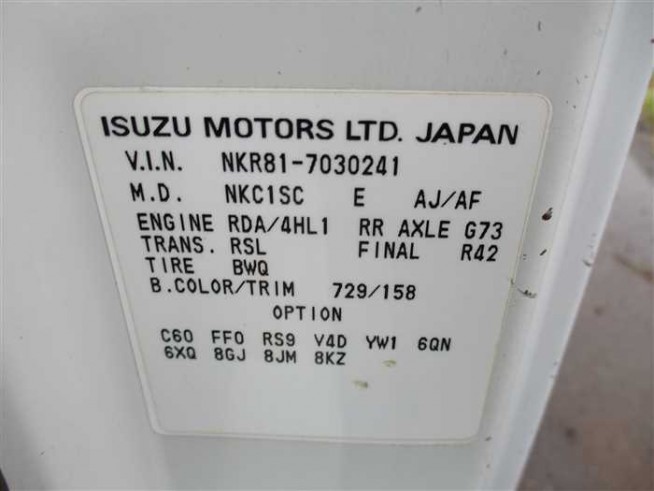 ISUZU MOTORS LTD. JAPAN
V.I.N. NKR81-7030241
M.D. NKC1SC E AJ/AF
ENGINE RDA/4HL1 RR AXLE G73
TRANS. RSL FINAL R42
TIRE BWQ
B.COLOR/TRIM 729/158
OPTION
C60 FF0 RS9 V4D YW1 6QN
6XQ 8GJ 8JM 8KZ